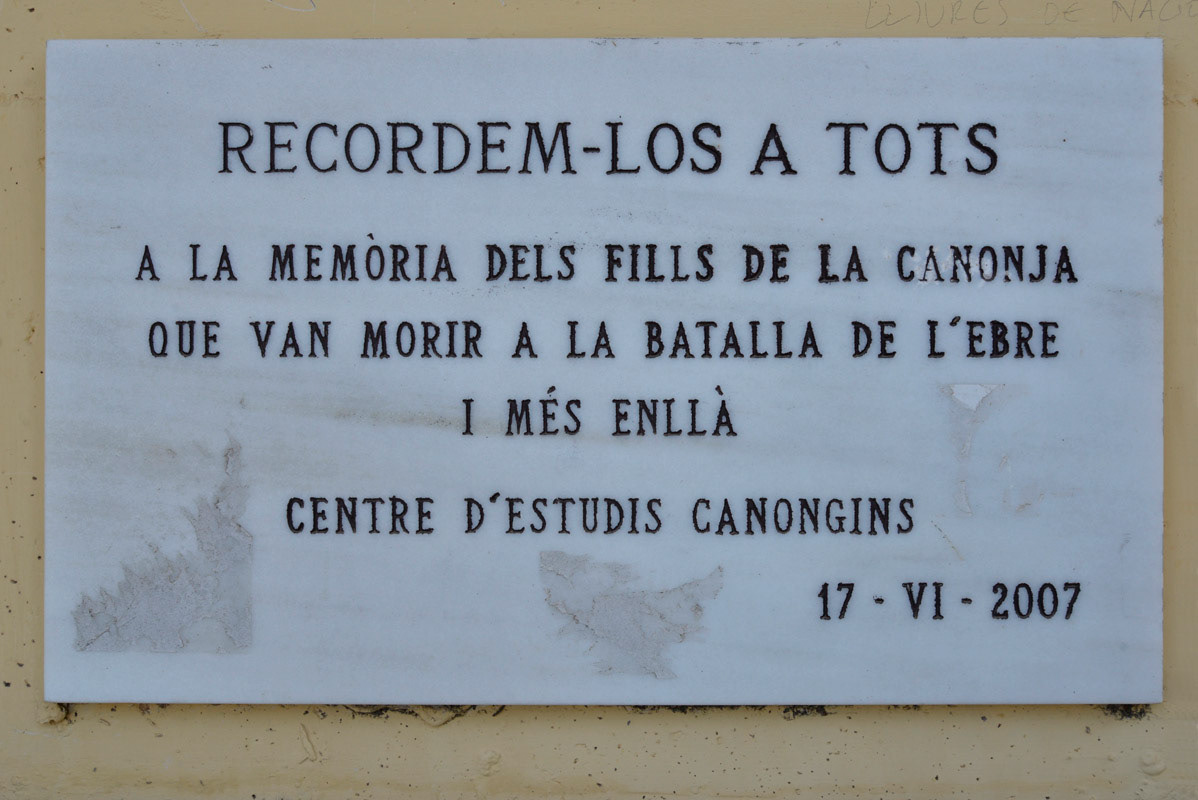 RECORDEM-LOS A TOTS
A LA MEMÒRIA DELS FILLS DE LA CANONJA
QUE VAN MORIR A LA BATALLA DE L´EBRE
I MÉS ENLLÀ
CENTRE D´ESTUDIS CANONGINS
17 - VI - 2007